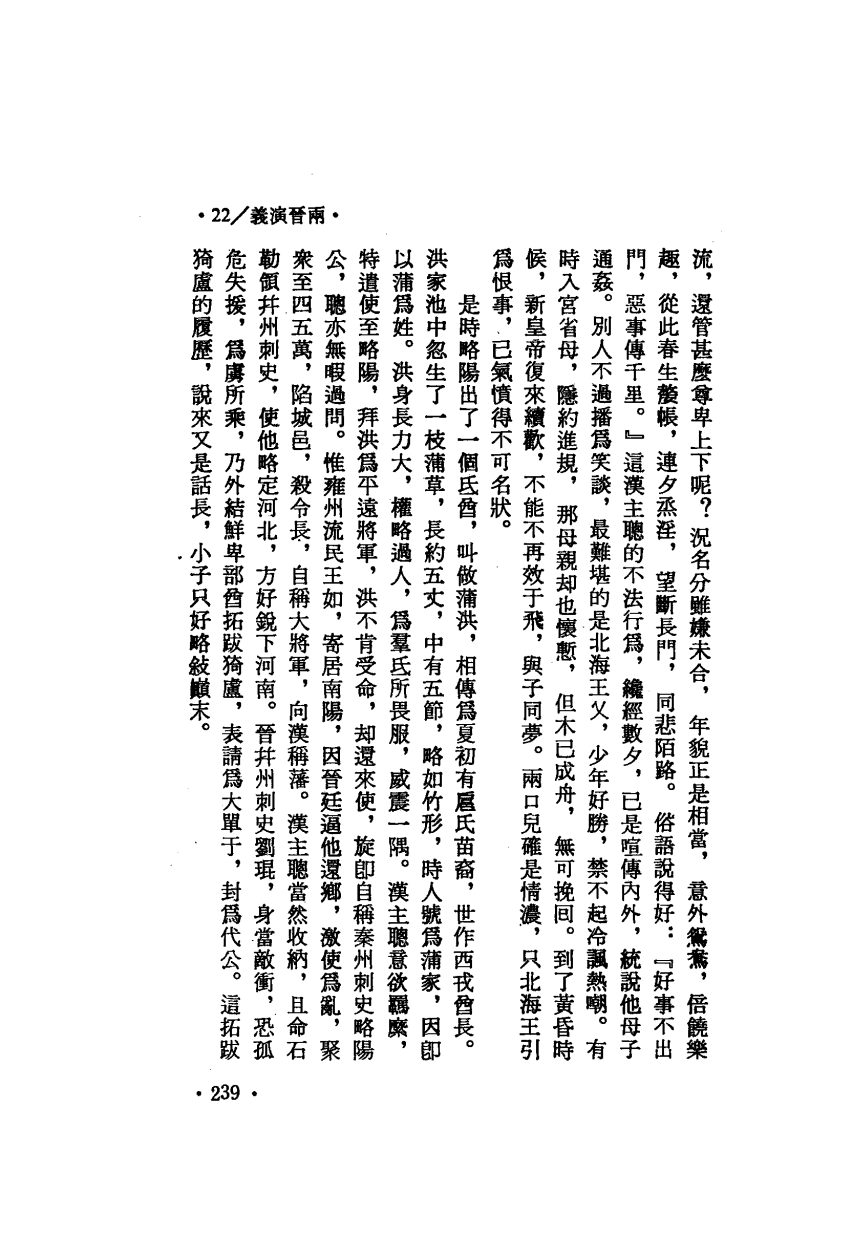 ·22／義演晉兩·
流，還管甚麼尊卑上下呢？況名分雖嫌未合，年貌正是相當，意外鴛鴦，倍饒樂
趣，從此春生螢帳，連夕烝淫，望斷長門，同悲陌路。俗語說得好：『好事不出
門，惡事傳千里。』這漢主聰的不法行爲，纔經數夕，已是喧傳內外，統說他母子
通姦。別人不過播爲笑談，最難堪的是北海王乂，少年好勝，禁不起冷諷熱嘲。有
時入宮省母，隱約進規，那母親却也懷慙，但木已成舟，無可挽回。到了黃昏時
候，新皇帝復來續歡，不能不再效于飛，與子同夢。兩口兒確是情濃，只北海王引
爲恨事，已氣憤得不可名狀。
是時略陽出了一個氐酋，叫做蒲洪，相傳爲夏初有扈氏苗裔，世作西戎酋長。
洪家池中忽生了一枝蒲草，長約五丈，中有五節，略如竹形，時人號爲蒲家，因卽
以蒲爲姓。洪身長力大，權略過人，爲羣氐所畏服，威震一隅。漢主聰意欲羈縻，
特遣使至略陽，拜洪爲平遠將軍，洪不肯受命，却還來使，旋卽自稱秦州刺史略陽
公，聰亦無暇過問。惟雍州流民王如，寄居南陽，因晉廷逼他還鄉，激使爲亂，聚
衆至四五萬，陷城邑，殺令長，自稱大將軍，向漢稱藩。漢主聰當然收納，且命石
勒領幷州刺史，使他略定河北，方好銳下河南。晉幷州刺史劉琨，身當敵衝，恐孤
危失援，爲虜所乘，乃外結鮮卑部酋拓跋猗盧，表請爲大單于，封爲代公。這拓跋
猗盧的履歷，說來又是話長，小子只好略敍巔末。
·239·